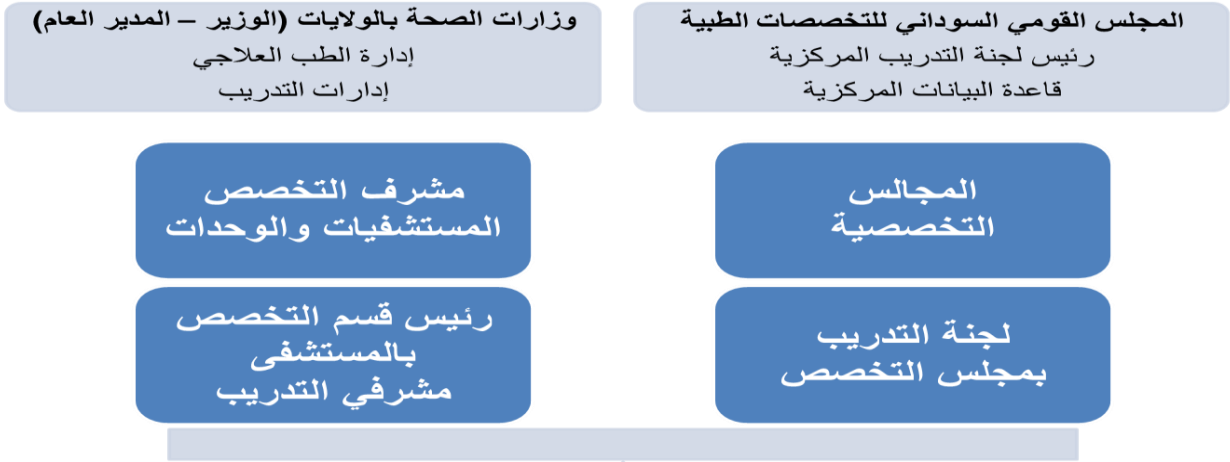 المجلس القومي السوداني للتخصصات الطبية
رئيس لجنة التدريب المركزية
قاعدة البيانات المركزية
وزارات الصحة بالولايات (الوزير – المدير العام)
إدارة الطب العلاجي
إدارات التدريب
المجالس
التخصصية
مشرف التخصص
المستشفيات والوحدات
لجنة التدريب
بمجلس التخصص
رئيس قسم التخصص
بالمستشفى
مشرفي التدريب